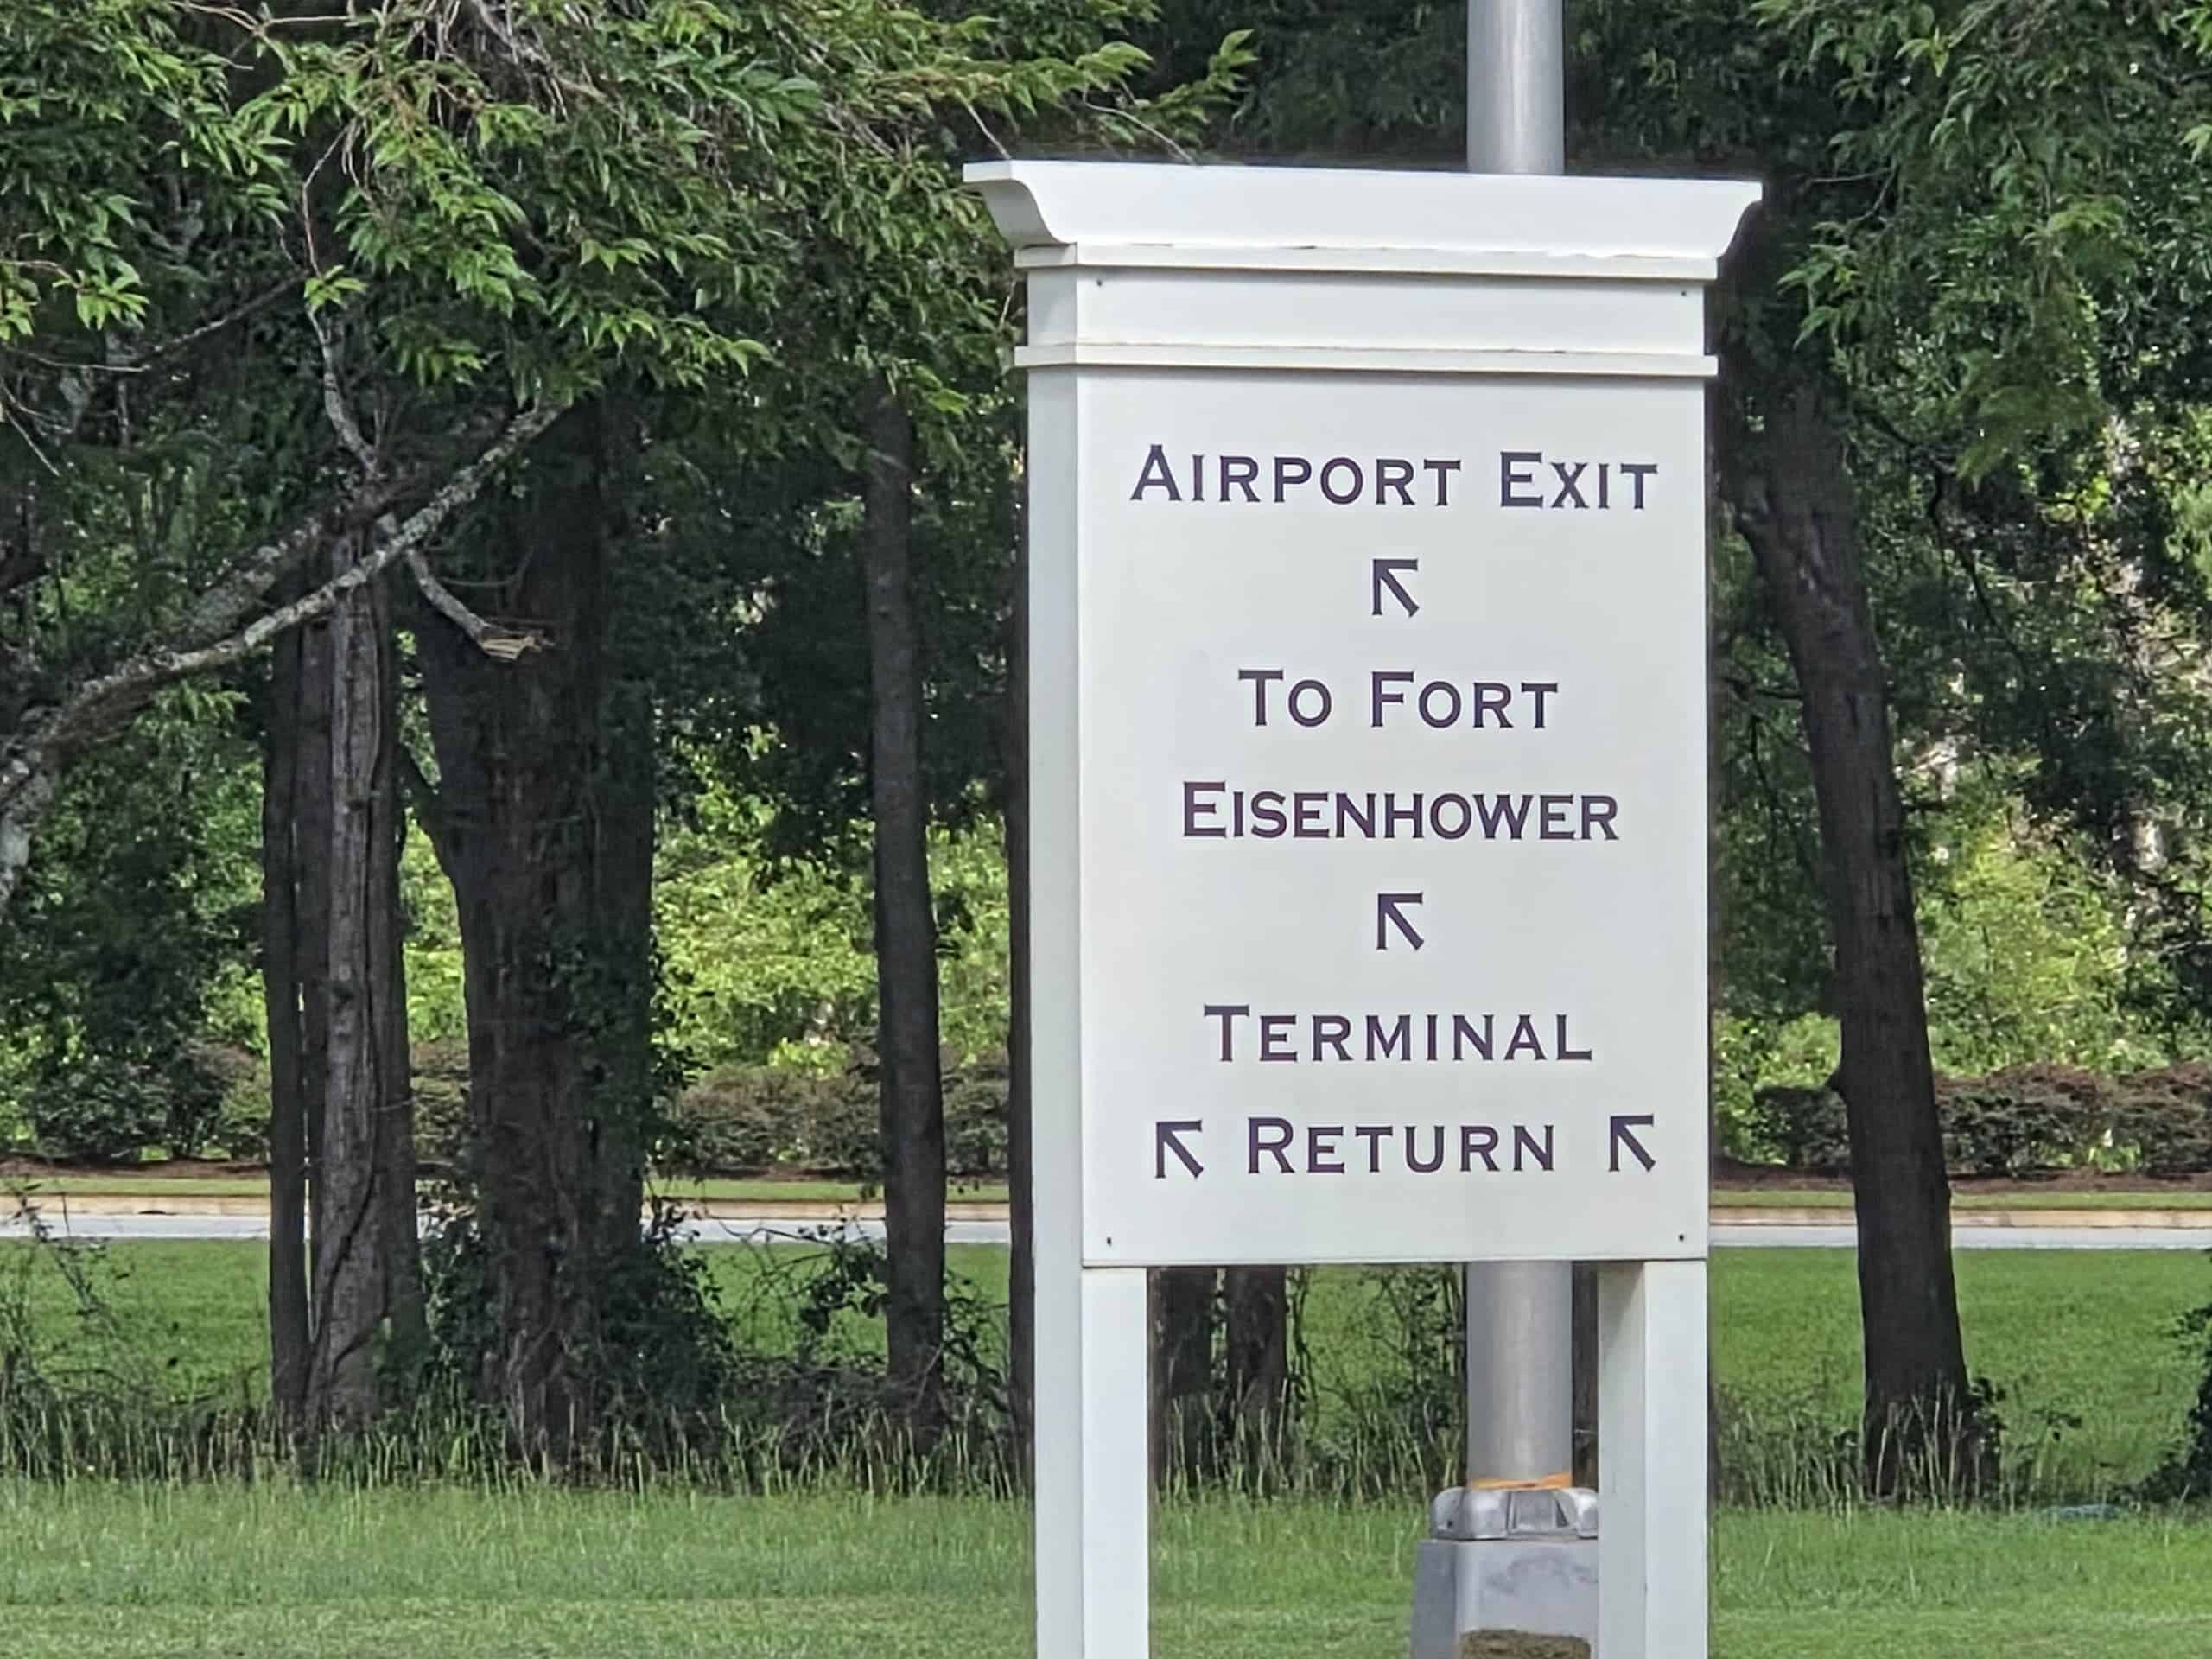 Airport Exit
↖
To Fort
Eisenhower
↖
Terminal
↖ Return ↖